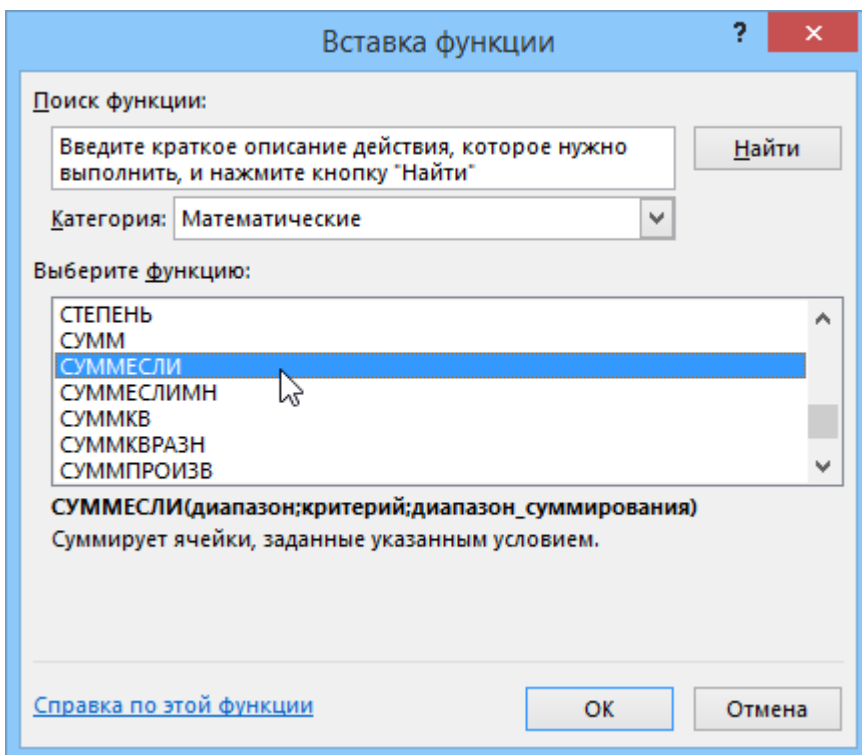 Вставка функции
?
Поиск функции:
Введите краткое описание действия, которое нужно
выполнить, и нажмите кнопку "Найти"
Найти
Категория: Математические
Выберите функцию:
СТЕПЕНЬ
СУММ
СУММЕСЛИ
СУММЕСЛИМН
СУММКВ
СУММКВРАЗН
СУММПРОИЗВ
СУММЕСЛИ(диапазон;критерий;диапазон_суммирования)
Суммирует ячейки, заданные указанным условием.
Справка по этой функции
ОК
Отмена